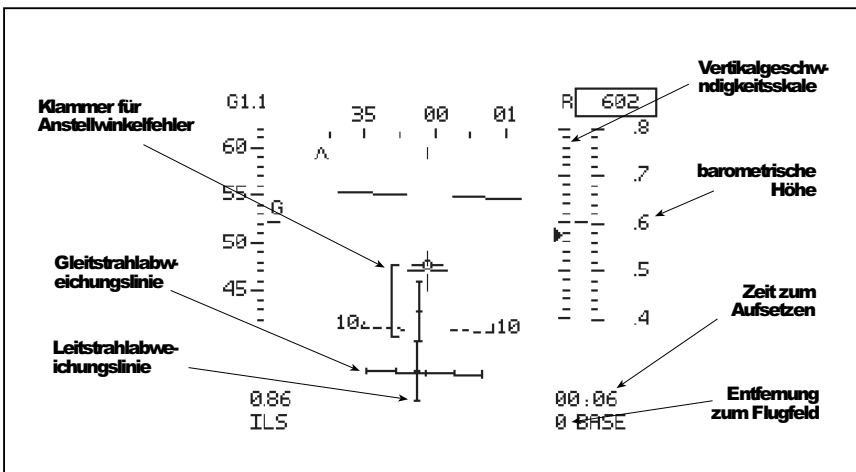 Vertikalgeschw-
ndigkeitsskale
Klammer für
Anstellwinkelfehler
G1.1
35 00 01
R 602
.8
60
.7
barometrische
Höhe
55
G
.6
50
Gleitstrahlabw-
eichungslinie
.5
45
Zeit zum
Aufsetzen
10 10
.4
Leitstrahlabwe-
ichungslinie
0.86
00:06
Entfernung
zum Flugfeld
ILS
0 BASE